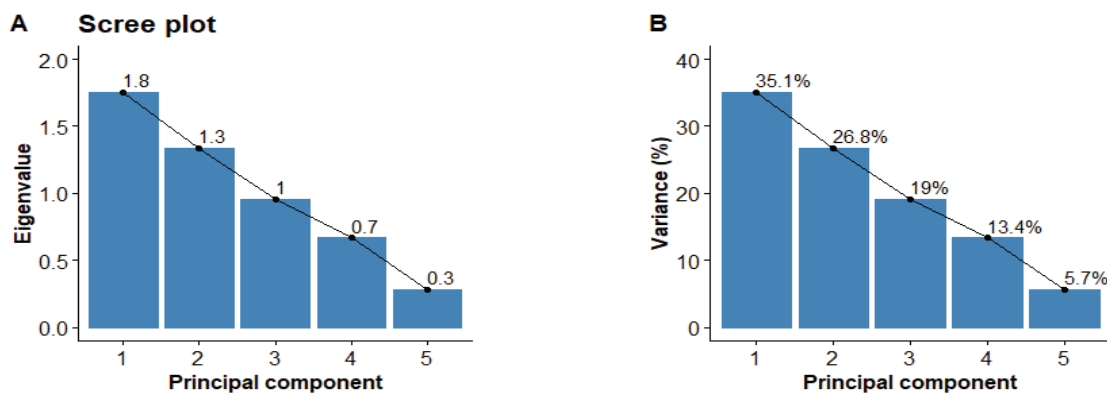 A Scree plot
2.0
1.5
1.0
0.5
0.0
Eigenvalue
1.8
1.3
1
0.7
0.3
1 2 3 4 5
Principal component
B
40
30
20
10
0
Variance (%)
35.1%
26.8%
19%
13.4%
5.7%
1 2 3 4 5
Principal component